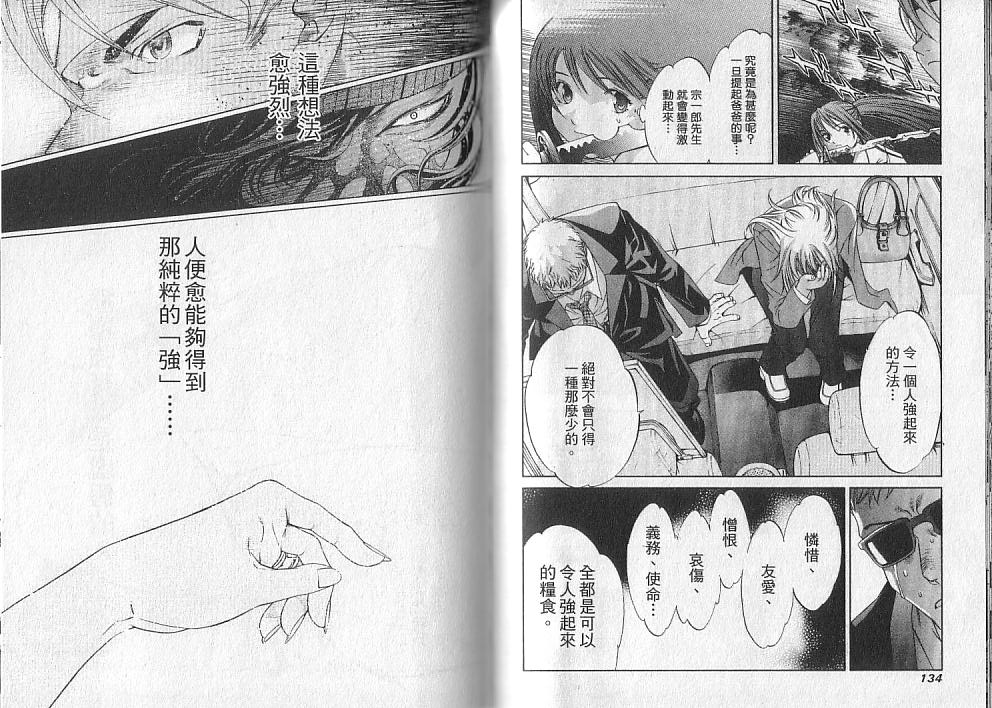 究竟是為甚麼呢？
一旦提起爸爸的事…
宗一郎先生
就會變得激
動起來…
令一個人強起來
的方法…
絕對不會只得
一種那麼少的。
憐惜、
友愛、
憎恨、
哀傷、
義務、使命…
全都是可以
令人強起來
的糧食。
134
這種想法
愈強烈…
人便愈能夠得到
那純粹的「強」……